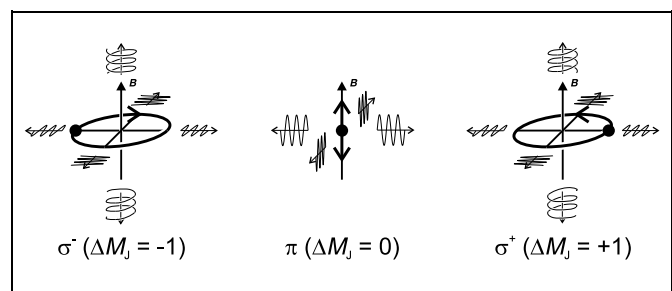 B
B
B
σ⁻ (ΔM_J = -1)
π (ΔM_J = 0)
σ⁺ (ΔM_J = +1)